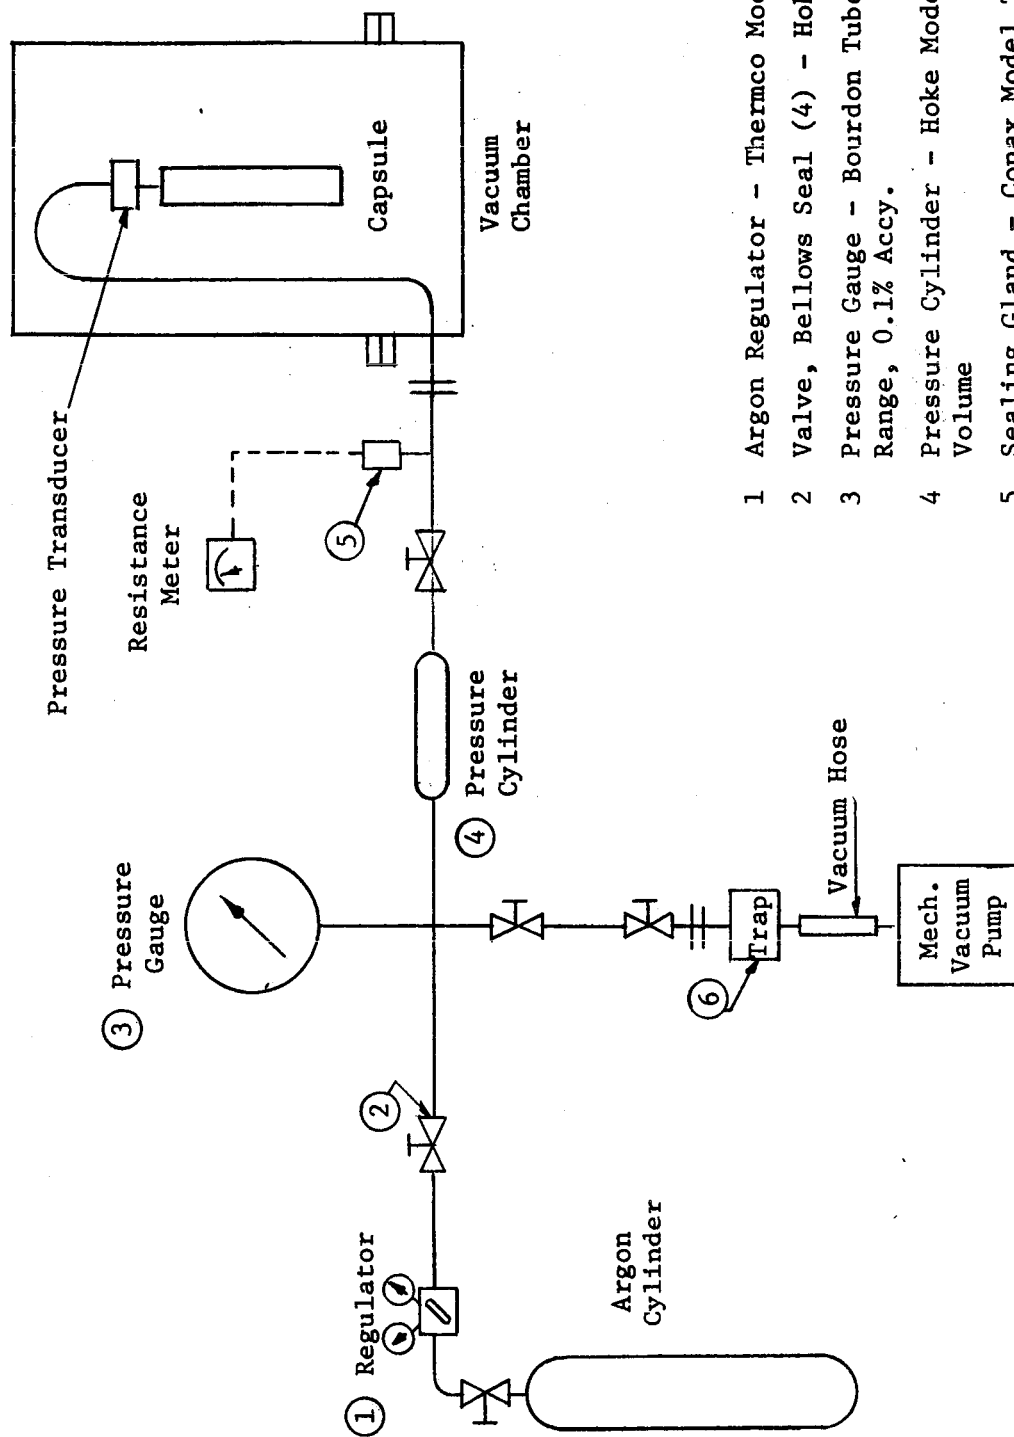 Pressure Transducer
Resistance
Meter
5
Capsule
Vacuum
Chamber
3 Pressure
Gauge
4 Pressure
Cylinder
2
1 Regulator
Argon
Cylinder
6
Trap
Vacuum Hose
Mech.
Vacuum
Pump
1 Argon Regulator - Thermco
2 Valve, Bellows Seal (4) -
3 Pressure Gauge - Bourdon Tube
Range, 0.1% Accy.
4 Pressure Cylinder - Hoke
Volume
5 Sealing Gland - Conax Model